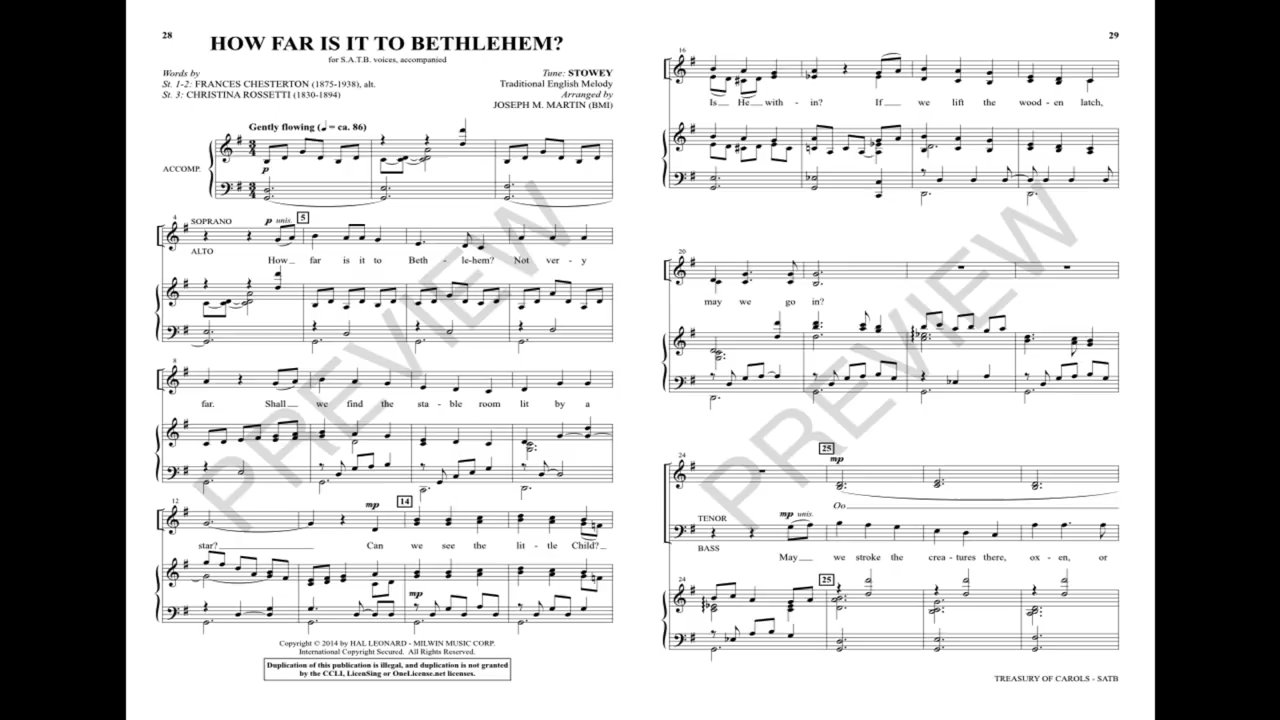 28
HOW FAR IS IT TO BETHLEHEM?
for S.A.T.B. voices, accompanied
Words by
St. 1-2: FRANCES CHESTERTON (1875-1938), alt.
St. 3: CHRISTINA ROSSETTI (1830-1894)
Tune: STOWEY
Traditional English Melody
Arranged by
JOSEPH M. MARTIN (BMI)
Gently flowing (♩ = ca. 86)
ACCOMP.
p
4
SOPRANO
p unis.
5
ALTO
How far is it to Beth - le-hem? Not ver - y
8
far. Shall we find the sta - ble room lit by a
12
mp
14
star? Can we see the lit - tle Child?
mp
Copyright © 2014 by HAL LEONARD - MILWIN MUSIC CORP.
International Copyright Secured. All Rights Reserved.
Duplication of this publication is illegal, and duplication is not granted
by the CCLI, LicenSing or OneLicense.net licenses.
PREVIEW
29
16
Is He with - in? If we lift the wood - en latch,
20
may we go in?
24
25
mp
Oo
TENOR
mp unis.
BASS
May we stroke the crea - tures there, ox - en, or
24
25
TREASURY OF CAROLS - SATB
PREVIEW